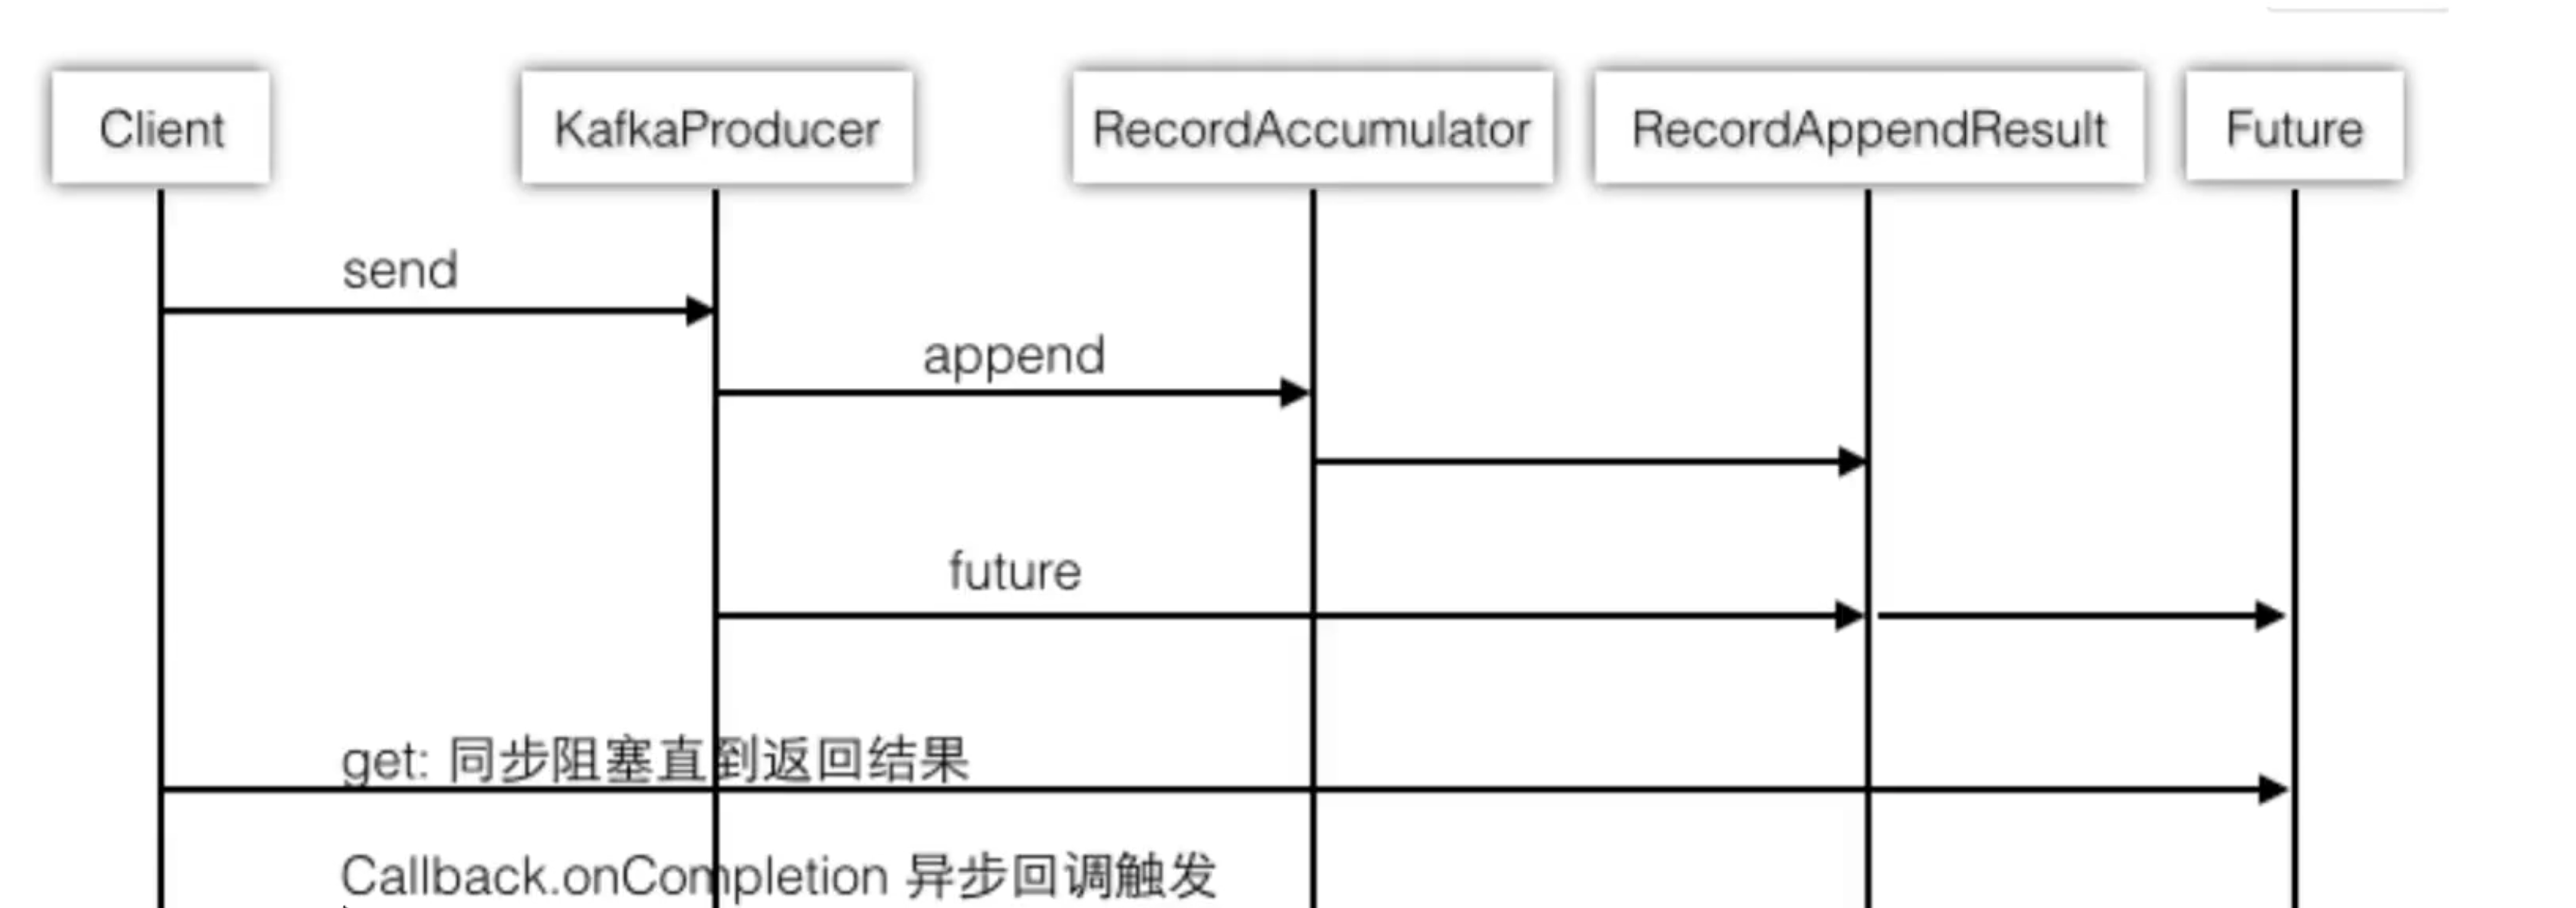 Client
KafkaProducer
RecordAccumulator
RecordAppendResult
Future
send
append
future
get: 同步阻塞直到返回结果
Callback.onCompletion 异步回调触发